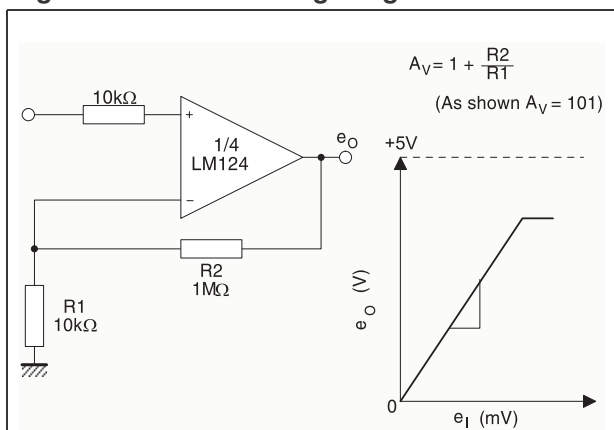 A_V = 1 + R2/R1
(As shown A_V = 101)
10kΩ
+
1/4
LM124
e_O
−
R2
1MΩ
R1
10kΩ
+5V
e_O (V)
0
e_I (mV)